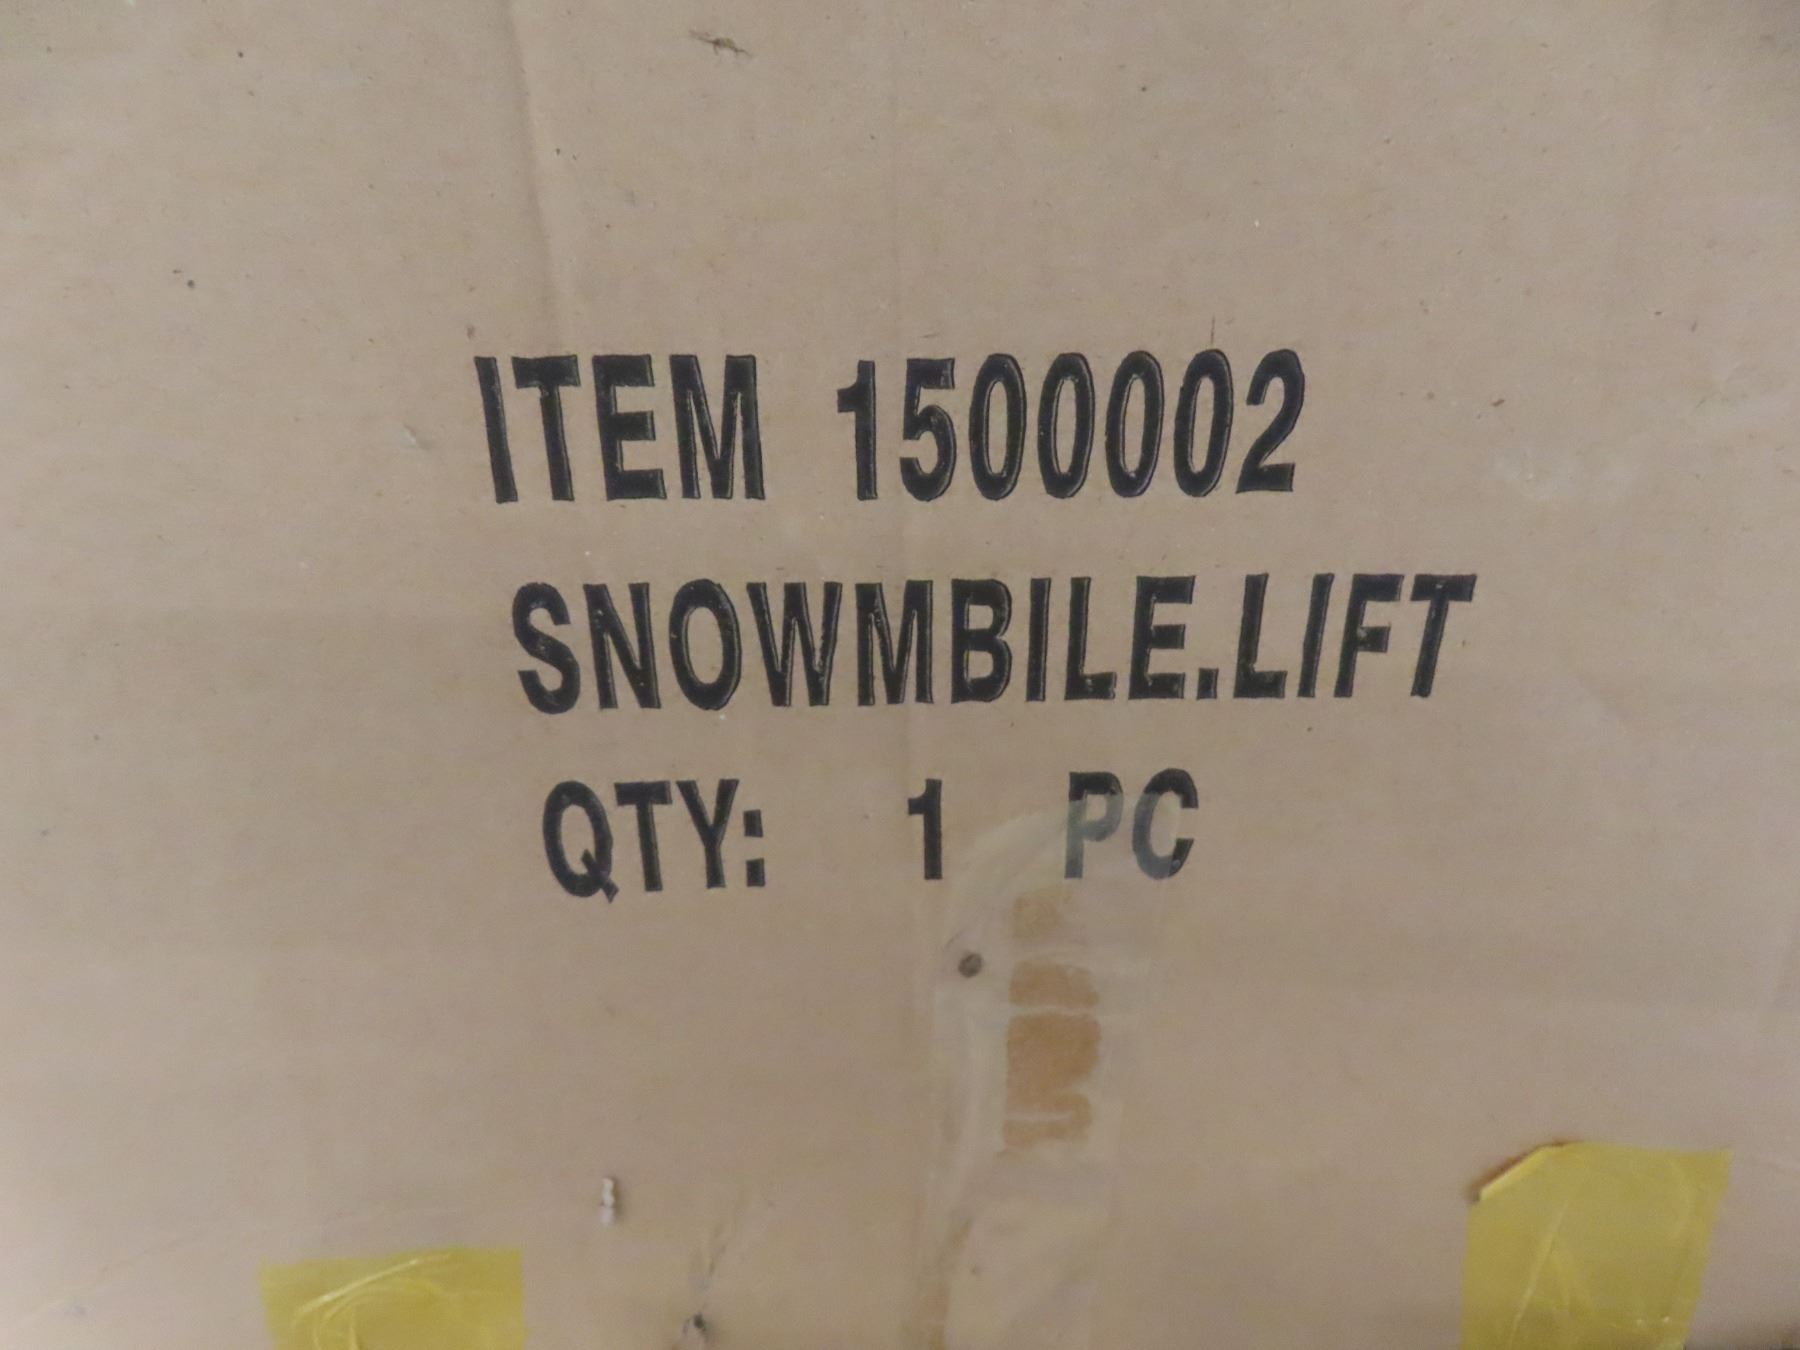 ITEM 1500002
SNOWMBILE.LIFT
QTY: 1 PC